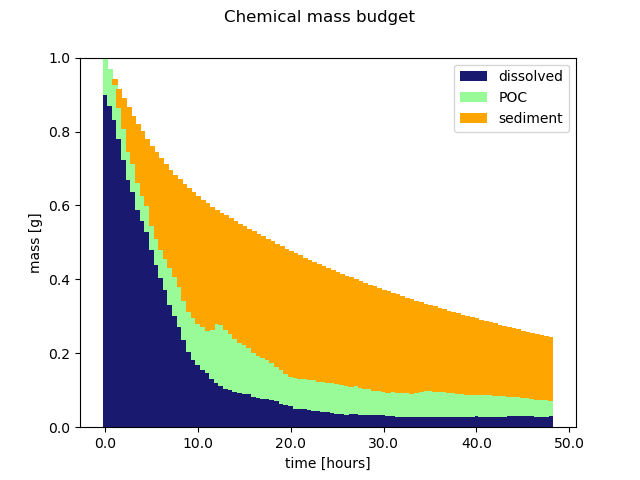 Chemical mass budget
1.0
0.8
0.6
0.4
0.2
0.0
mass [g]
dissolved
POC
sediment
0.0 10.0 20.0 30.0 40.0 50.0
time [hours]